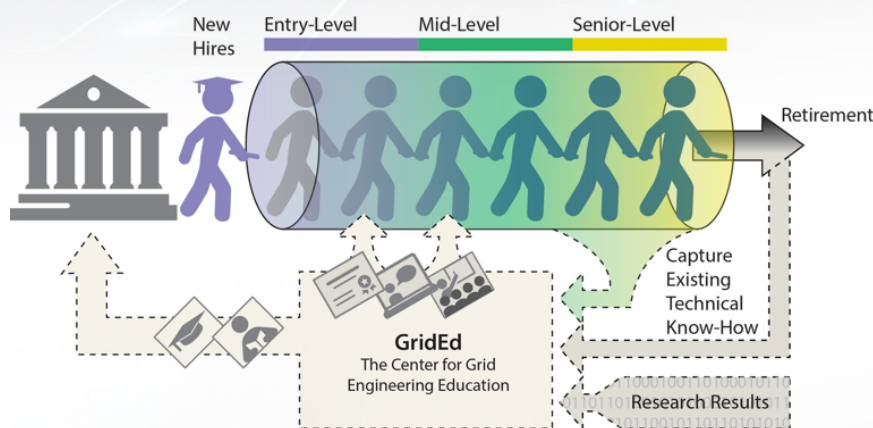 New
Hires
Entry-Level
Mid-Level
Senior-Level
Retirement
Capture
Existing
Technical
Know-How
GridEd
The Center for Grid
Engineering Education
Research Results